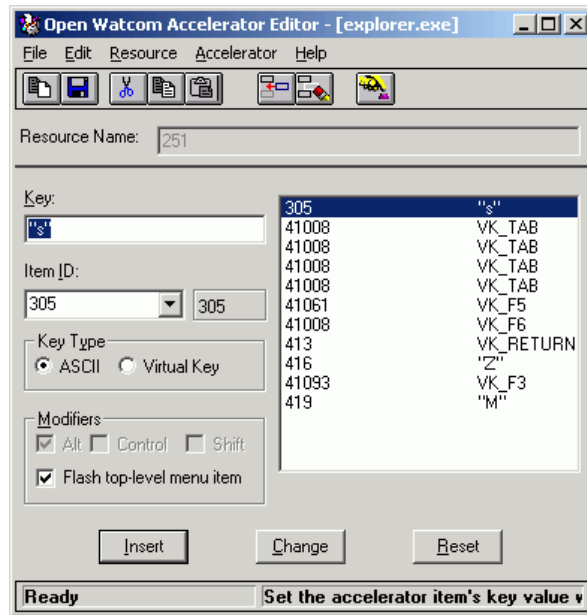 Open Watcom Accelerator Editor - [explorer.exe]
File Edit Resource Accelerator Help
Resource Name: 251
Key:
"s"
Item ID:
305 305
Key Type
ASCII Virtual Key
Modifiers
Alt Control Shift
Flash top-level menu item
305 "s"
41008 VK_TAB
41008 VK_TAB
41008 VK_TAB
41008 VK_TAB
41061 VK_F5
41008 VK_F6
413 VK_RETURN
416 "Z"
41093 VK_F3
419 "M"
Insert Change Reset
Ready Set the accelerator item's key value